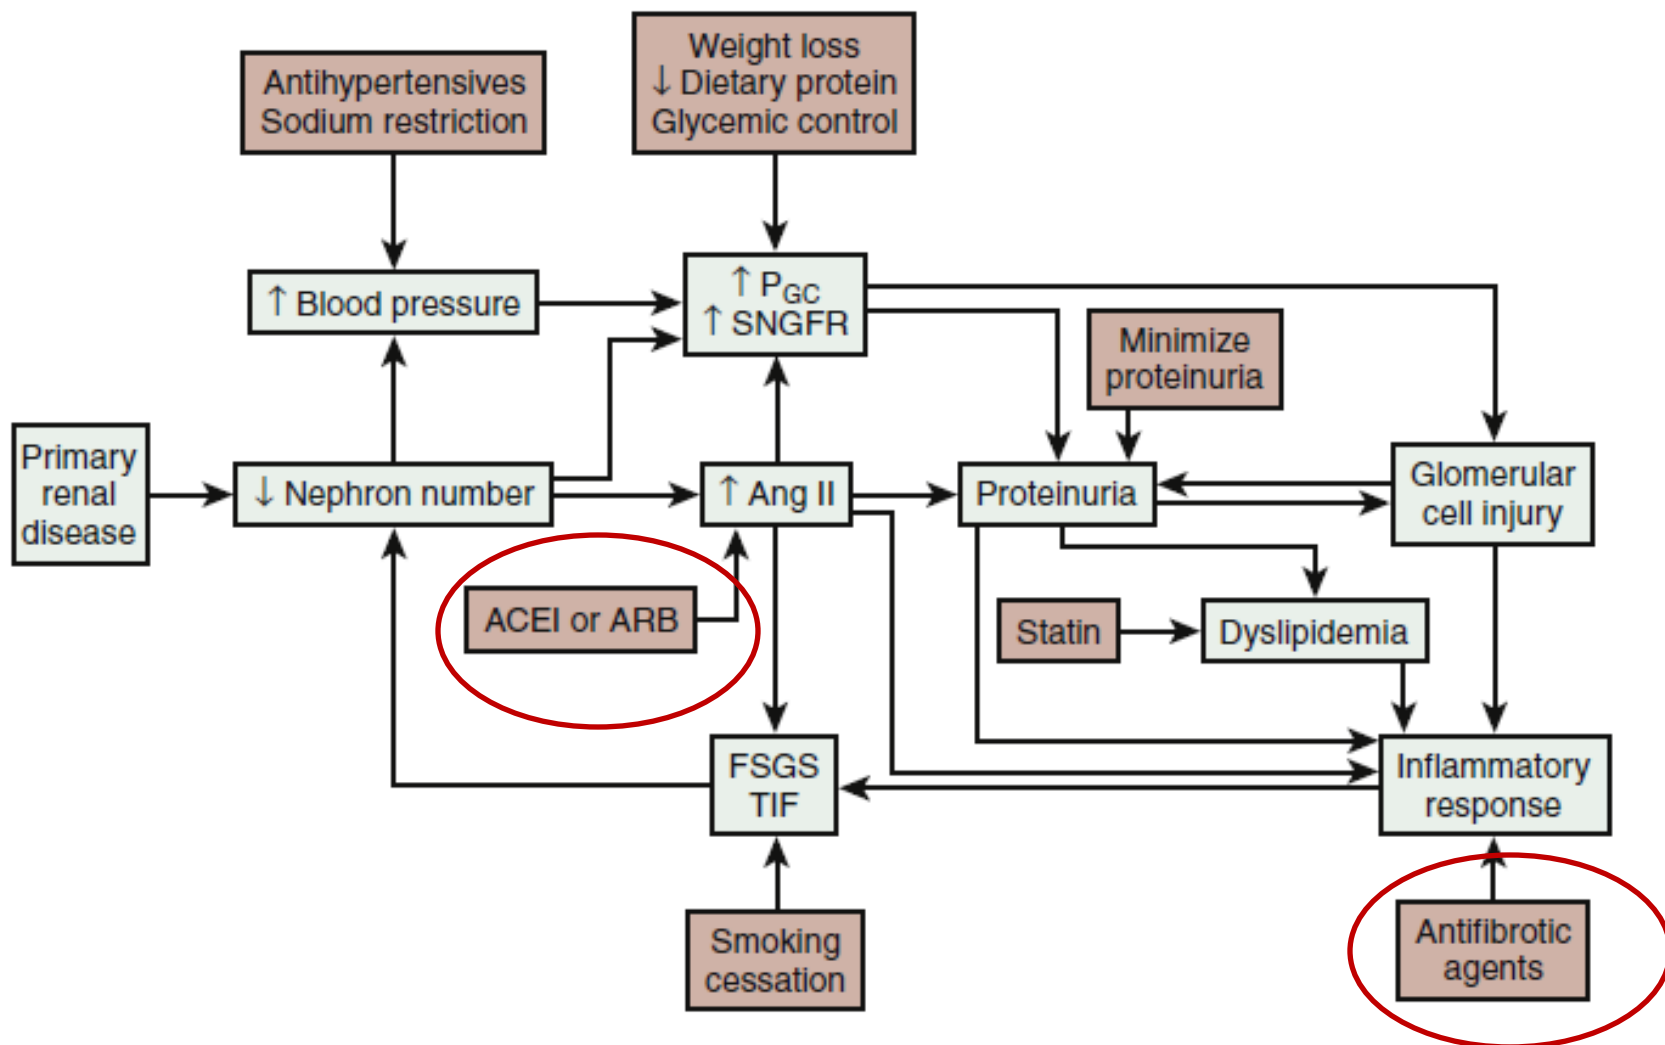 Weight loss
↓ Dietary protein
Glycemic control
Antihypertensives
Sodium restriction
↑ Blood pressure
↑ PGC
↑ SNGFR
Minimize
proteinuria
Primary
renal
disease
↓ Nephron number
↑ Ang II
Proteinuria
Glomerular
cell injury
ACEI or ARB
Statin
Dyslipidemia
FSGS
TIF
Inflammatory
response
Smoking
cessation
Antifibrotic
agents